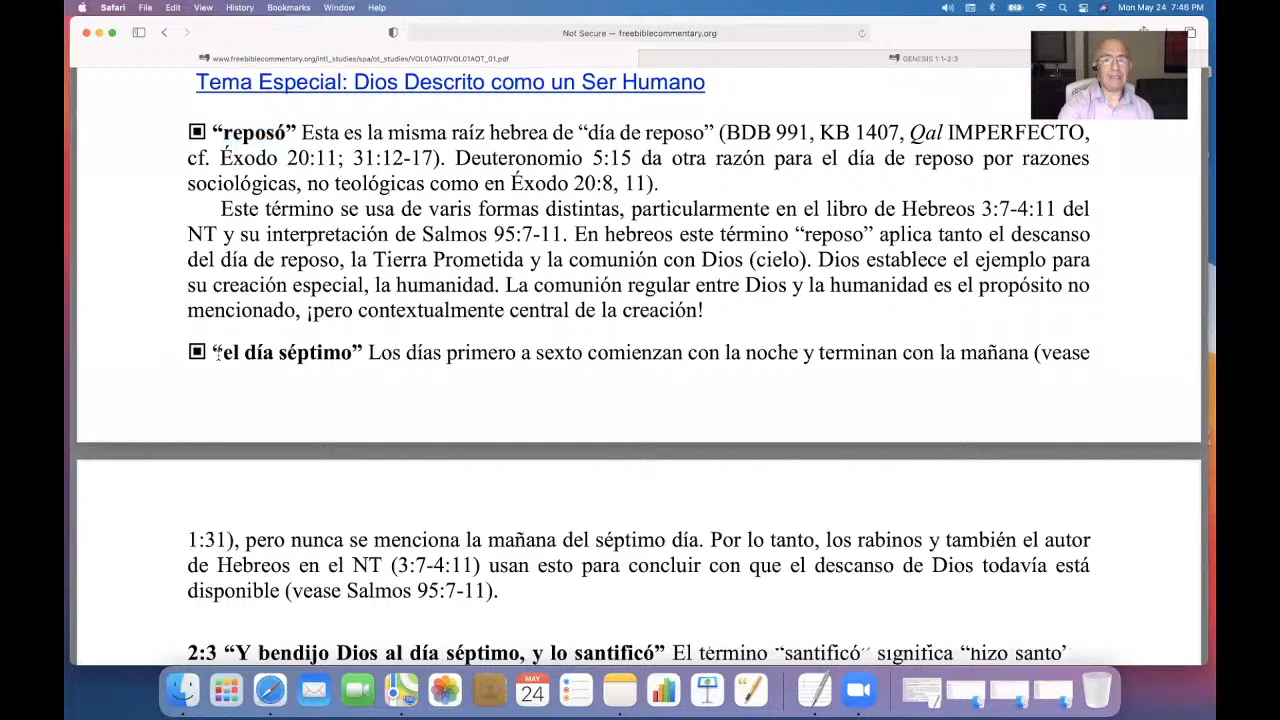 Safari File Edit View History Bookmarks Window Help Mon May 24 7:46 PM
Not Secure — freebiblecommentary.org
www.freebiblecommentary.org/intl_studies/spa/ot_studies/VOL01AOT/VOL01AOT_01.pdf GENESIS 1:1-2:3
Tema Especial: Dios Descrito como un Ser Humano
“reposó” Esta es la misma raíz hebrea de “día de reposo” (BDB 991, KB 1407, Qal IMPERFECTO,
cf. Éxodo 20:11; 31:12-17). Deuteronomio 5:15 da otra razón para el día de reposo por razones
sociológicas, no teológicas como en Éxodo 20:8, 11).
Este término se usa de varis formas distintas, particularmente en el libro de Hebreos 3:7-4:11 del
NT y su interpretación de Salmos 95:7-11. En hebreos este término “reposo” aplica tanto el descanso
del día de reposo, la Tierra Prometida y la comunión con Dios (cielo). Dios establece el ejemplo para
su creación especial, la humanidad. La comunión regular entre Dios y la humanidad es el propósito no
mencionado, ¡pero contextualmente central de la creación!
“el día séptimo” Los días primero a sexto comienzan con la noche y terminan con la mañana (vease
1:31), pero nunca se menciona la mañana del séptimo día. Por lo tanto, los rabinos y también el autor
de Hebreos en el NT (3:7-4:11) usan esto para concluir con que el descanso de Dios todavía está
disponible (vease Salmos 95:7-11).
2:3 “Y bendijo Dios al día séptimo, y lo santificó” El término “santificó” significa “hizo santo”
MAY
24